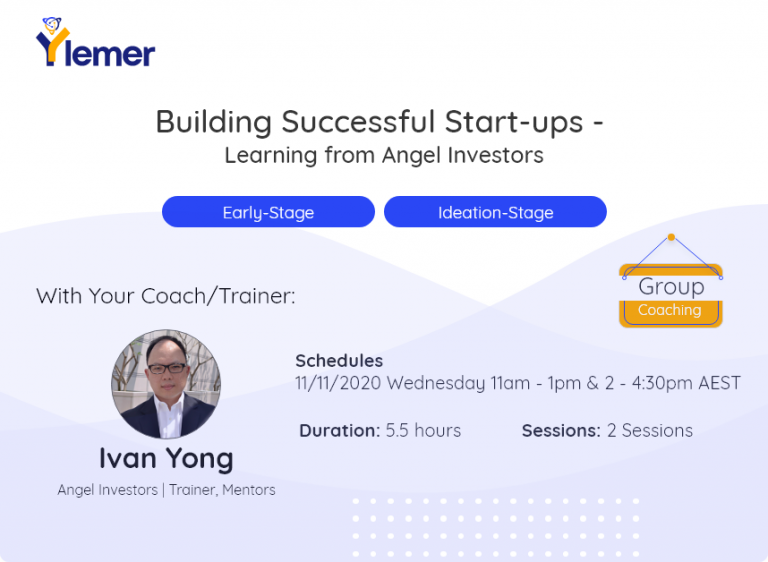 Ylemer
Building Successful Start-ups -
Learning from Angel Investors
Early-Stage
Ideation-Stage
Group
Coaching
With Your Coach/Trainer:
Schedules
11/11/2020 Wednesday 11am - 1pm & 2 - 4:30pm AEST
Duration: 5.5 hours
Sessions: 2 Sessions
Ivan Yong
Angel Investors | Trainer, Mentors